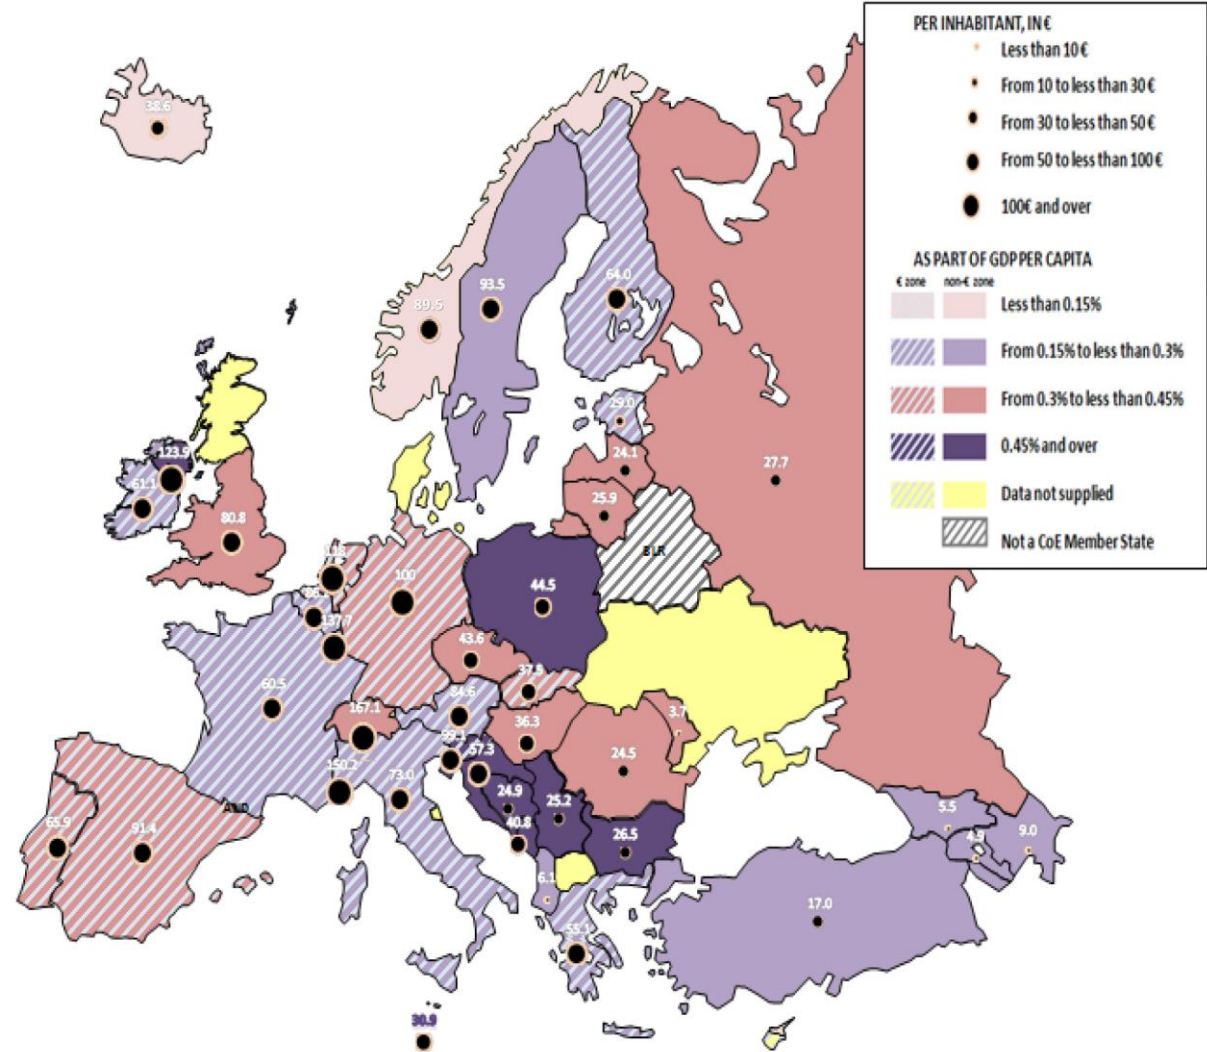 PER INHABITANT, IN €
Less than 10 €
From 10 to less than 30 €
From 30 to less than 50 €
From 50 to less than 100 €
100€ and over
AS PART OF GDP PER CAPITA
€ zone non-€ zone
Less than 0.15%
From 0.15% to less than 0.3%
From 0.3% to less than 0.45%
0.45% and over
Data not supplied
Not a CoE Member State
38.6
89.5
93.5
64.0
29.0
24.1
27.7
25.9
123.9
61.1
80.8
118
100
BLR
44.5
137.7
43.6
37.8
60.5
84.6
167.1
36.3
3.7
57.3
24.5
150.2
73.0
24.9
25.2
65.9
91.4
40.8
26.5
5.5
4.9
9.0
6.1
17.0
55.1
30.9